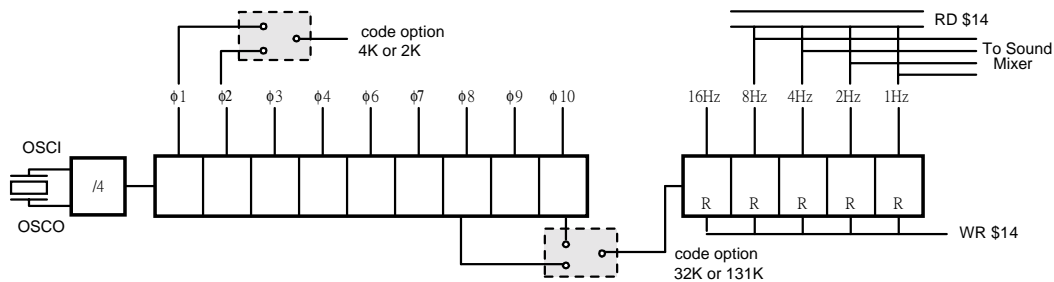 RD $14
code option
4K or 2K
To Sound
Mixer
ϕ1 ϕ2 ϕ3 ϕ4 ϕ6 ϕ7 ϕ8 ϕ9 ϕ10
16Hz 8Hz 4Hz 2Hz 1Hz
OSCI
/4
OSCO
R R R R R
WR $14
code option
32K or 131K